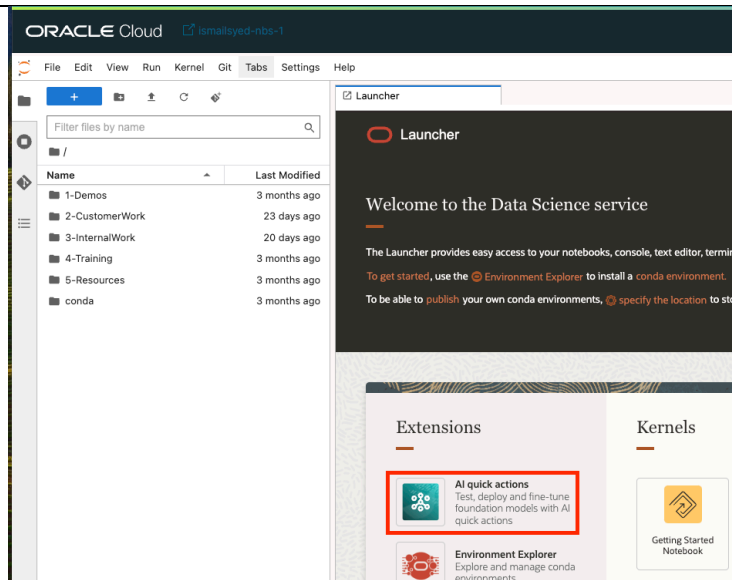 ORACLE Cloud
ismailsyed-nbs-1
File Edit View Run Kernel Git Tabs Settings Help
+
Filter files by name
/
Name Last Modified
1-Demos 3 months ago
2-CustomerWork 23 days ago
3-InternalWork 20 days ago
4-Training 3 months ago
5-Resources 3 months ago
conda 3 months ago
Launcher
Launcher
Welcome to the Data Science service
The Launcher provides easy access to your notebooks, console, text editor, termin
To get started, use the Environment Explorer to install a conda environment.
To be able to publish your own conda environments, specify the location to sto
Extensions
AI quick actions
Test, deploy and fine-tune
foundation models with AI
quick actions
Environment Explorer
Explore and manage conda
environments
Kernels
Getting Started
Notebook